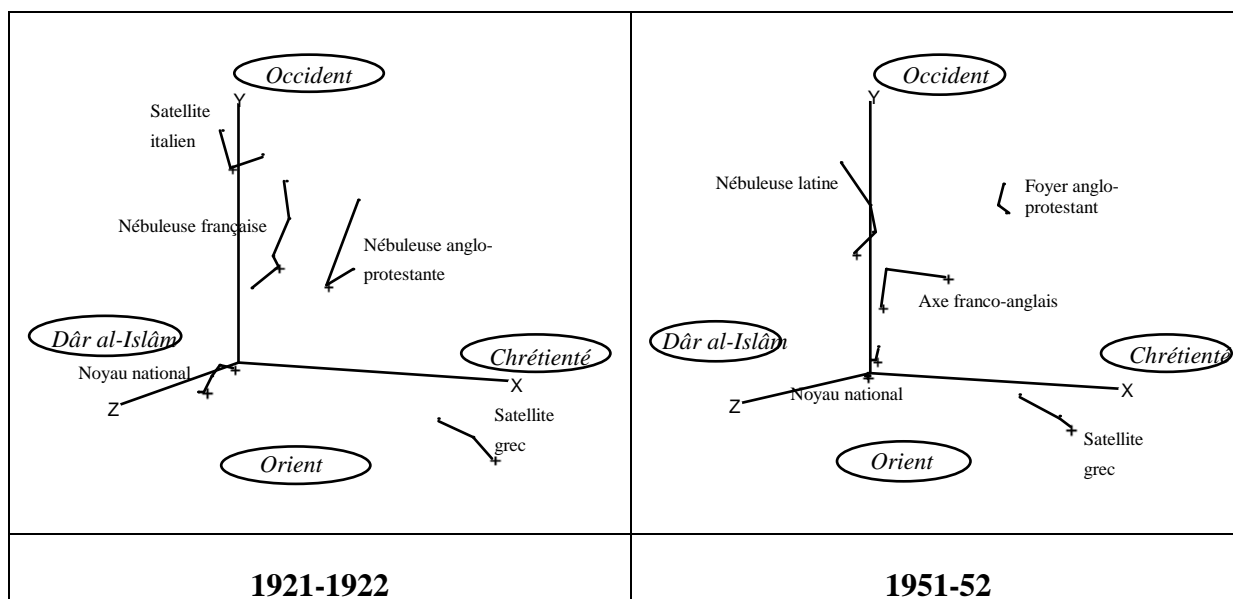 Occident
Y
Satellite
italien
Nébuleuse française
Nébuleuse anglo-
protestante
Dâr al-Islâm
Chrétienté
Noyau national
X
Z
Satellite
grec
Orient
1921-1922
Occident
Y
Nébuleuse latine
Foyer anglo-
protestant
Axe franco-anglais
Dâr al-Islâm
Chrétienté
Noyau national
X
Z
Satellite
grec
Orient
1951-52